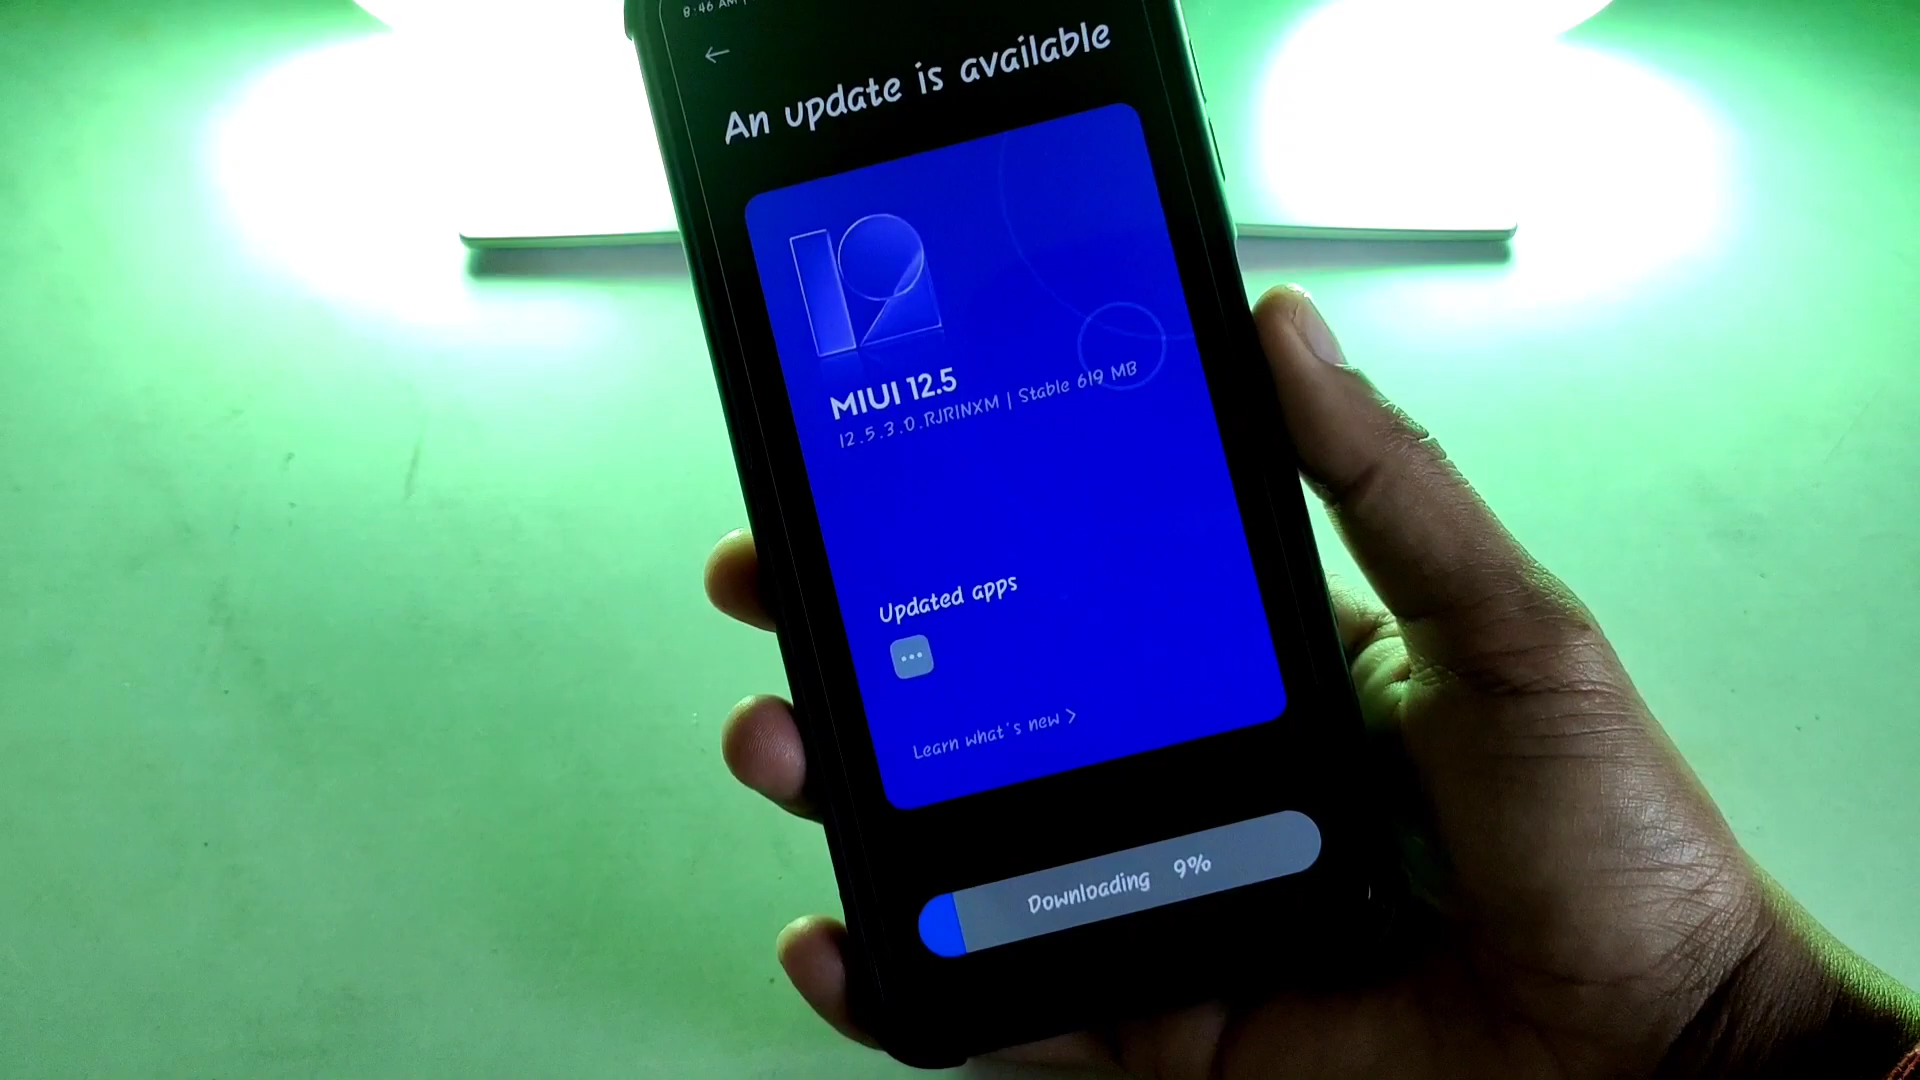 8:46 AM
An update is available
MIUI 12.5
12.5.3.0.RJRINXM | Stable 619 MB
Updated apps
Learn what's new >
Downloading 9%